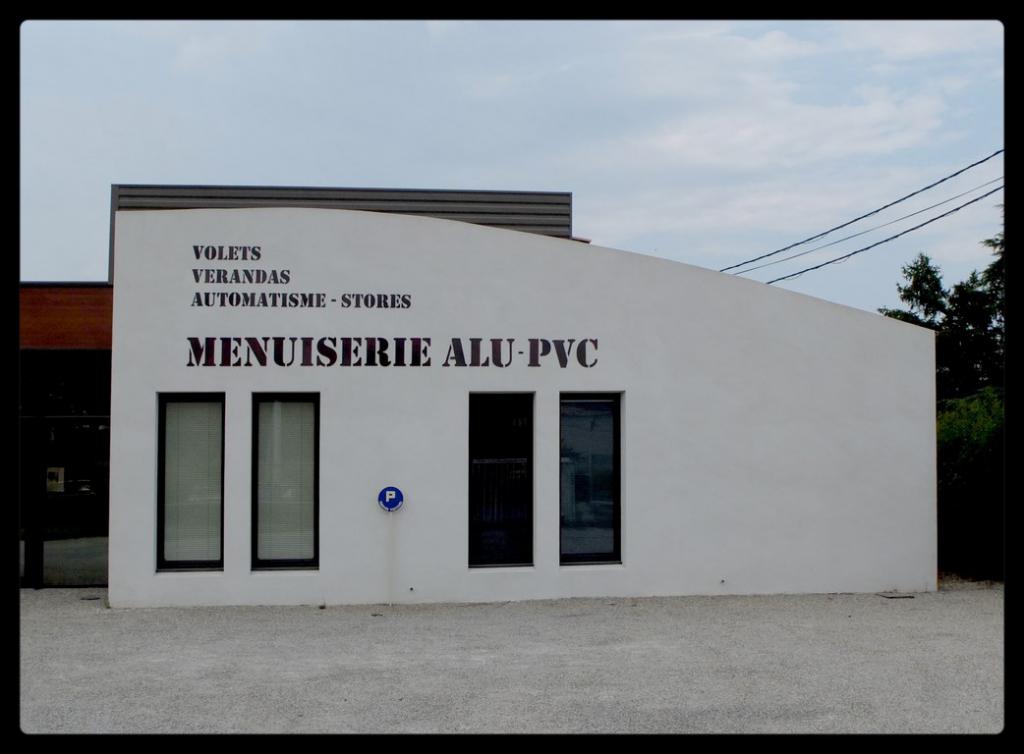 VOLETS
VERANDAS
AUTOMATISME - STORES
MENUISERIE ALU-PVC
P